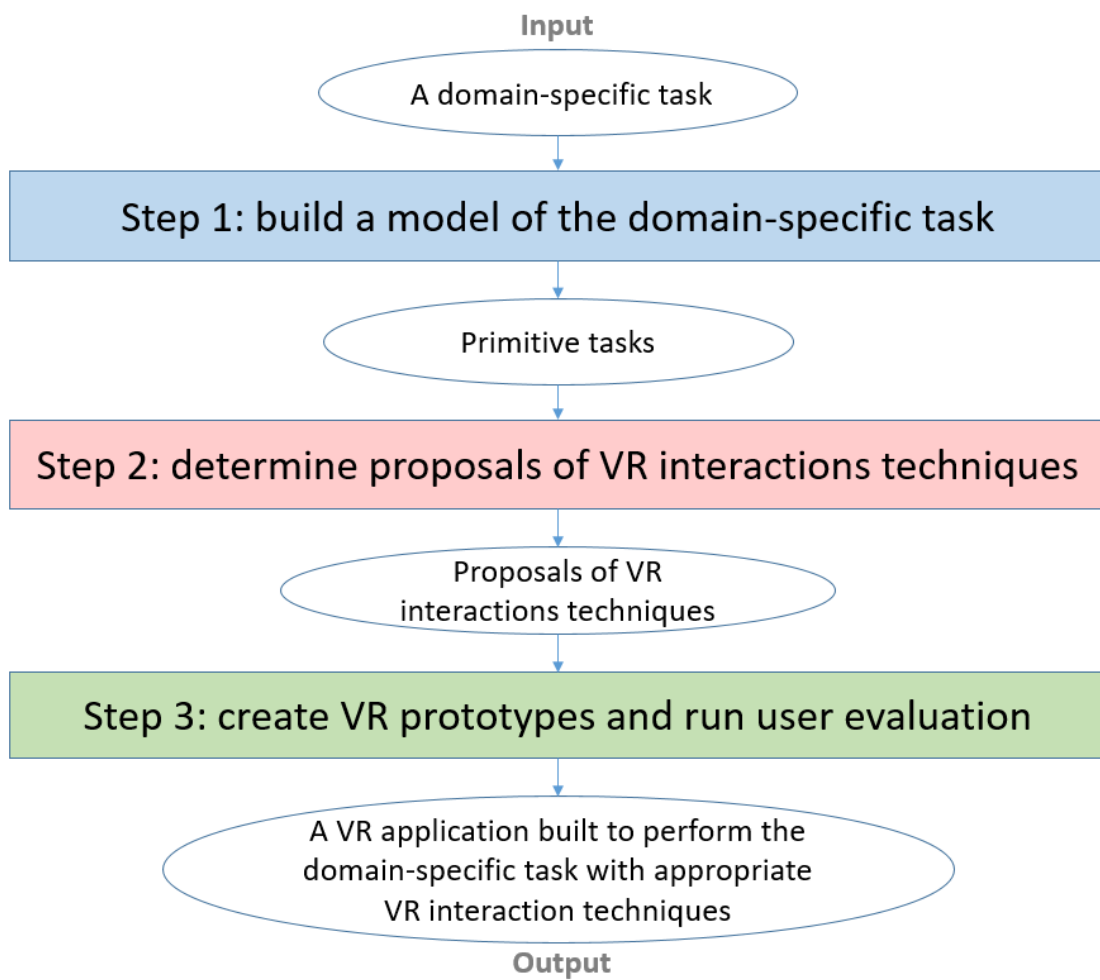 Input
A domain-specific task
Step 1: build a model of the domain-specific task
Primitive tasks
Step 2: determine proposals of VR interactions techniques
Proposals of VR
interactions techniques
Step 3: create VR prototypes and run user evaluation
A VR application built to perform the
domain-specific task with appropriate
VR interaction techniques
Output